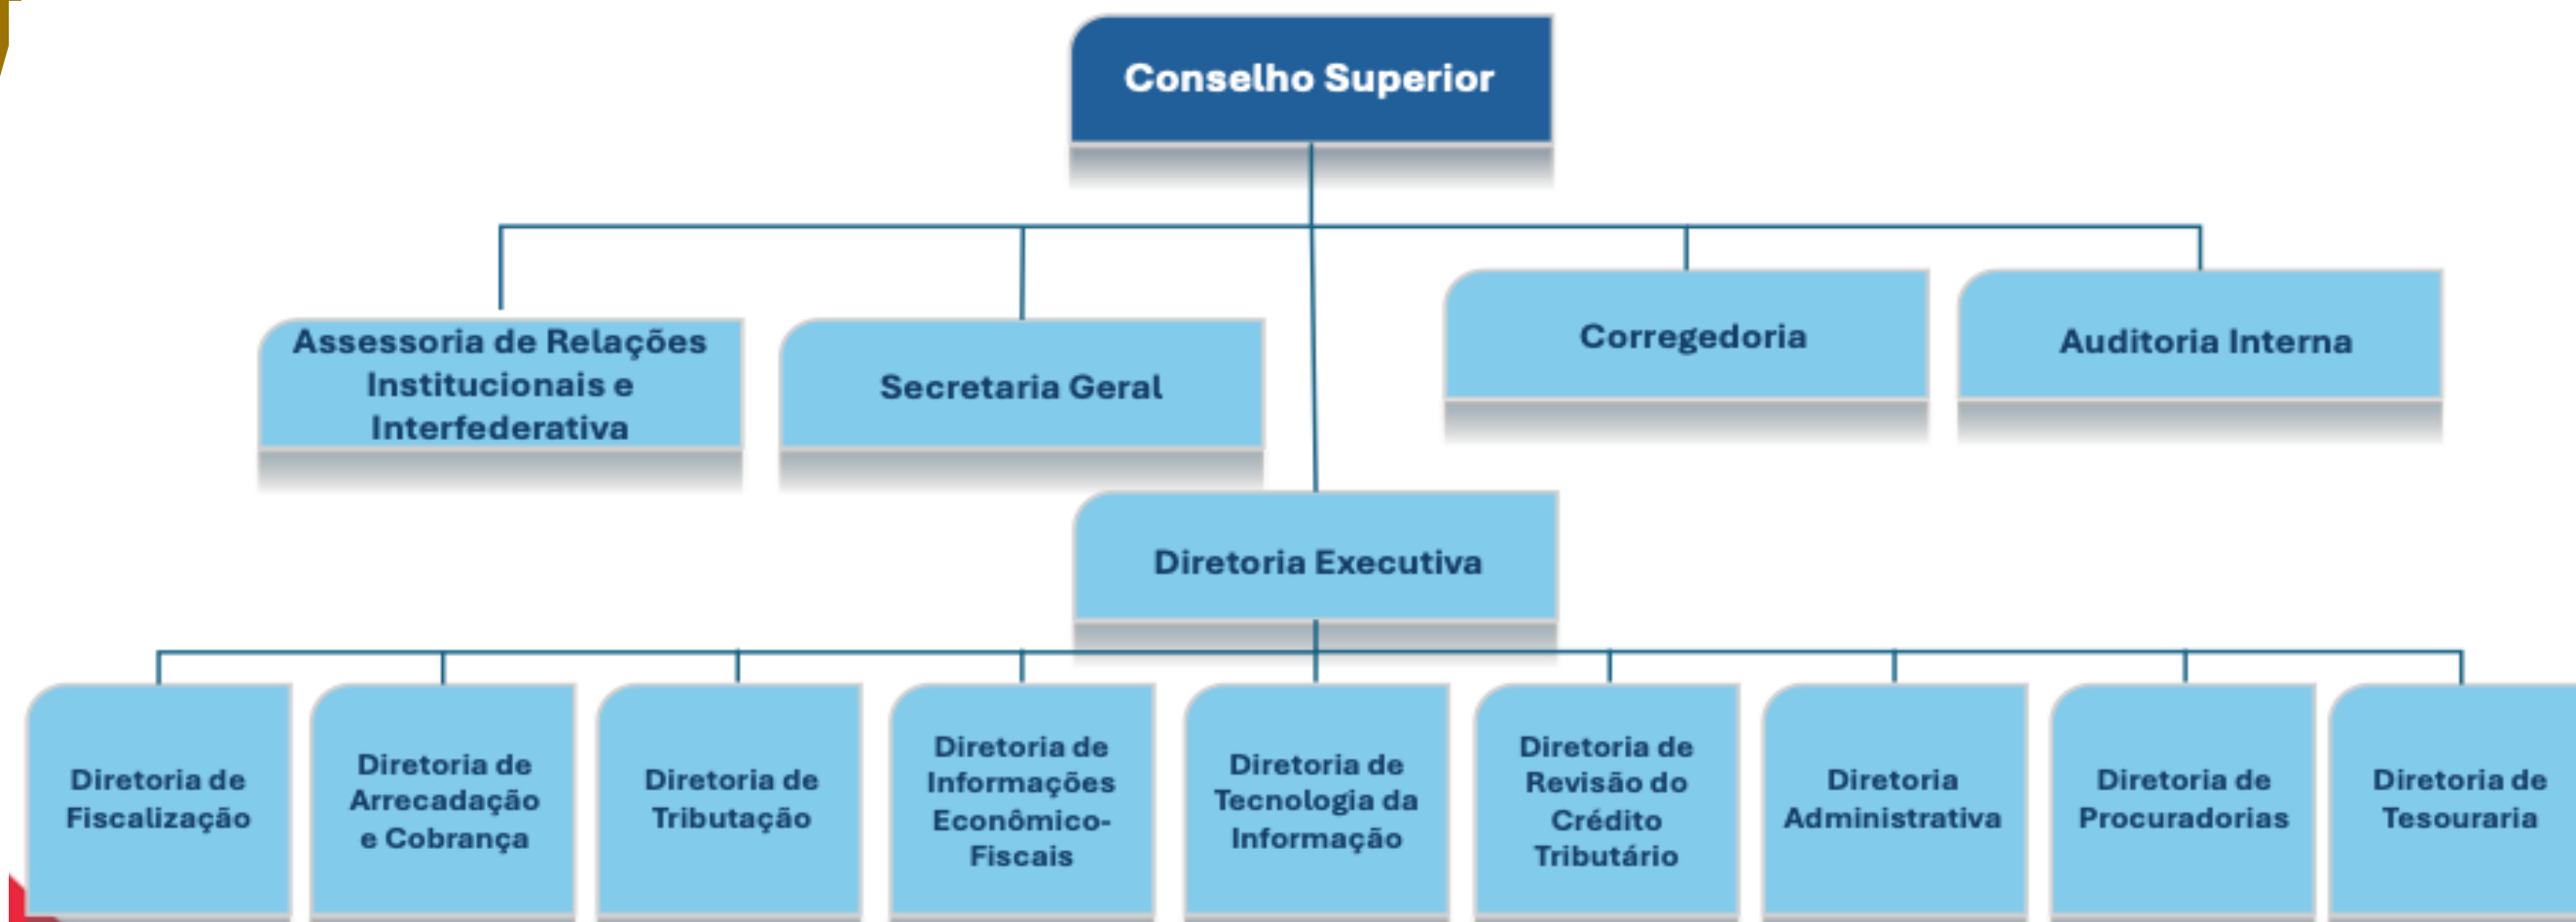 Conselho Superior
Assessoria de Relações
Institucionais e
Interfederativa
Secretaria Geral
Corregedoria
Auditoria Interna
Diretoria Executiva
Diretoria de
Fiscalização
Diretoria de
Arrecadação
e Cobrança
Diretoria de
Tributação
Diretoria de
Informações
Econômico-
Fiscais
Diretoria de
Tecnologia da
Informação
Diretoria de
Revisão do
Crédito
Tributário
Diretoria
Administrativa
Diretoria de
Procuradorias
Diretoria de
Tesouraria